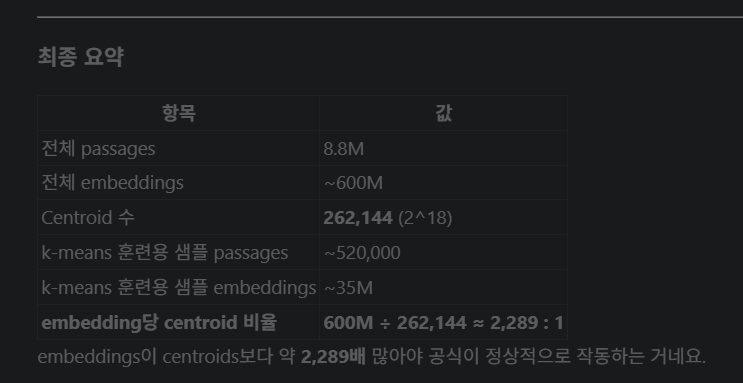 최종 요약
항목 값
전체 passages 8.8M
전체 embeddings ~600M
Centroid 수 262,144 (2^18)
k-means 훈련용 샘플 passages ~520,000
k-means 훈련용 샘플 embeddings ~35M
embedding당 centroid 비율 600M ÷ 262,144 ≈ 2,289 : 1
embeddings이 centroids보다 약 2,289배 많아야 공식이 정상적으로 작동하는 거네요.